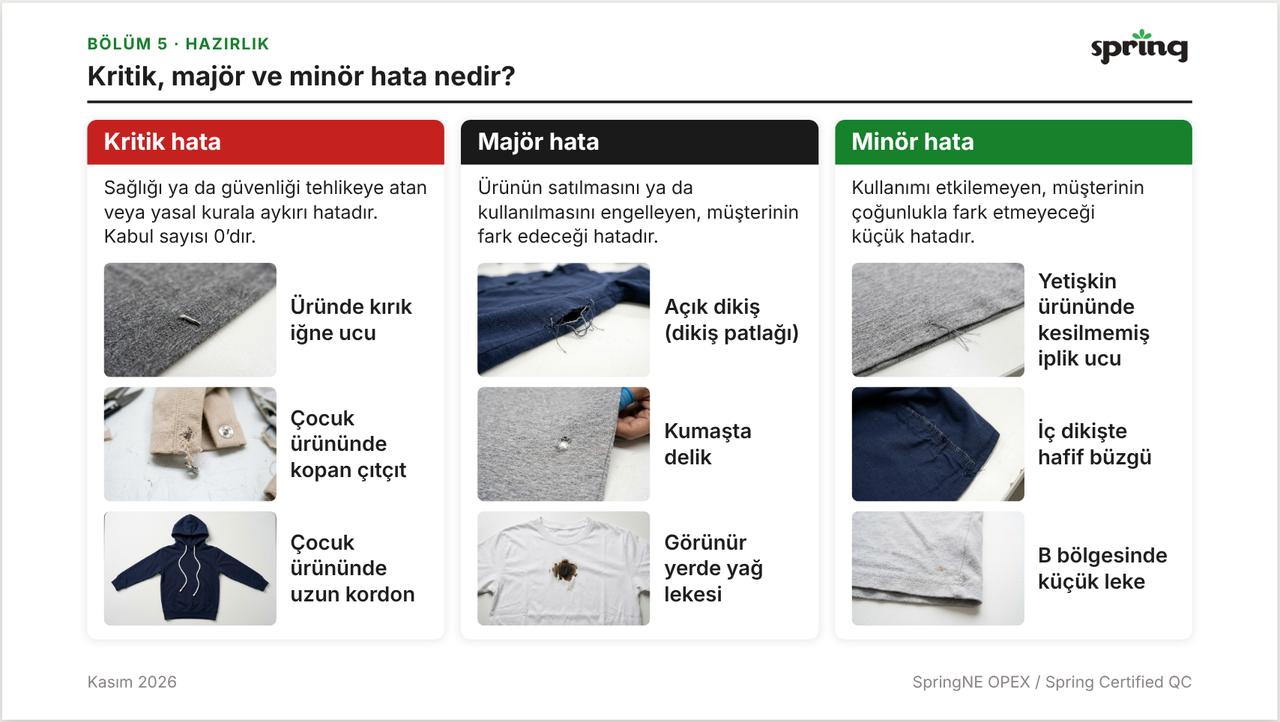 BÖLÜM 5 · HAZIRLIK
spring
Kritik, majör ve minör hata nedir?
Kritik hata
Sağlığı ya da güvenliği tehlikeye atan
veya yasal kurala aykırı hatadır.
Kabul sayısı 0’dır.
Üründe kırık
iğne ucu
Çocuk
ürününde
kopan çıtçıt
Çocuk
ürününde
uzun kordon
Majör hata
Ürünün satılmasını ya da
kullanılmasını engelleyen, müşterinin
fark edeceği hatadır.
Açık dikiş
(dikiş patlağı)
Kumaşta
delik
Görünür
yerde yağ
lekesi
Minör hata
Kullanımı etkilemeyen, müşterinin
çoğunlukla fark etmeyeceği
küçük hatadır.
Yetişkin
ürününde
kesilmemiş
iplik ucu
İç dikişte
hafif büzgü
B bölgesinde
küçük leke
Kasım 2026
SpringNE OPEX / Spring Certified QC